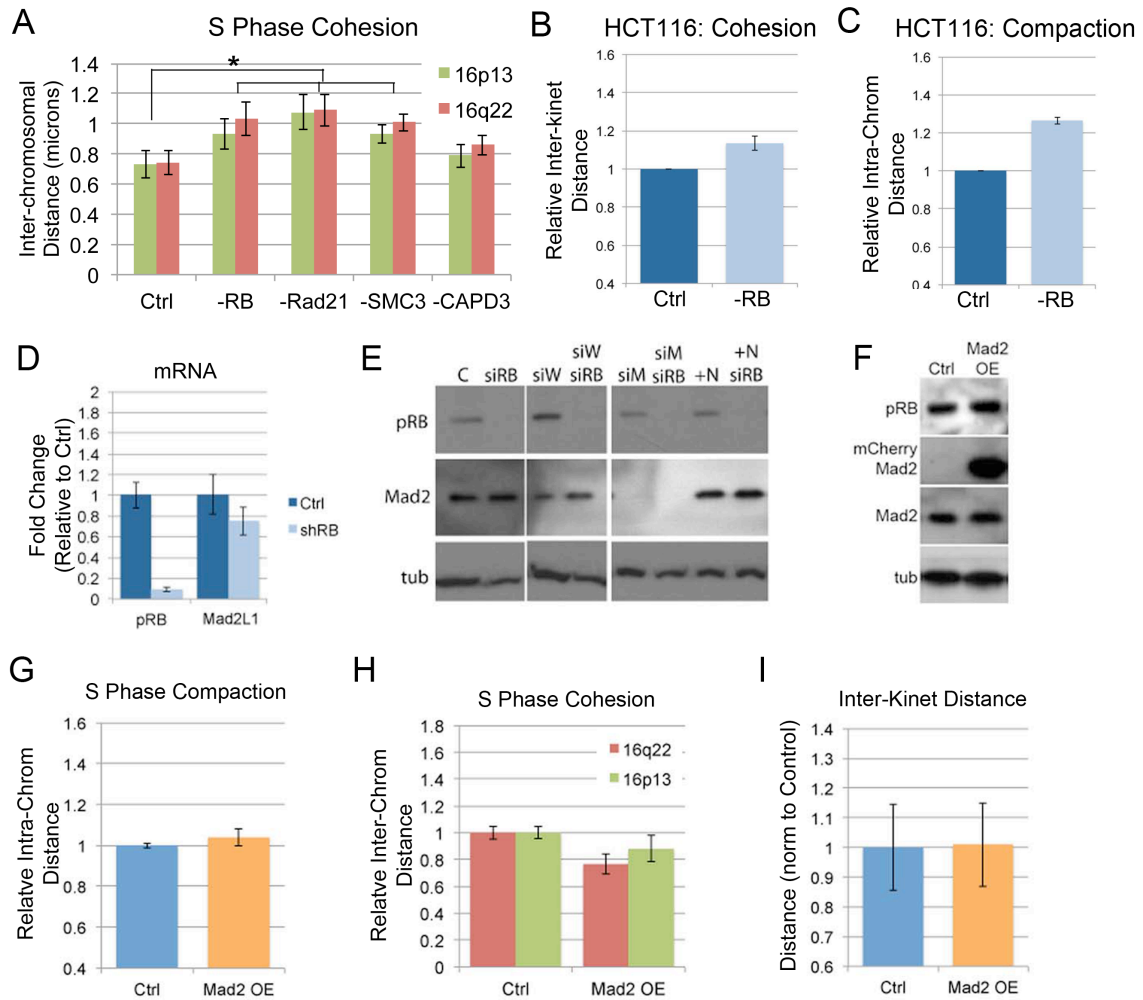 A
S Phase Cohesion
Inter-chromosomal
Distance (microns)
1.4
1.2
1
0.8
0.6
0.4
0.2
0
*
16p13
16q22
Ctrl -RB -Rad21 -SMC3 -CAPD3
B
HCT116: Cohesion
Relative Inter-kinet
Distance
1.6
1.4
1.2
1
0.8
0.6
0.4
Ctrl -RB
C
HCT116: Compaction
Relative Intra-Chrom
Distance
1.6
1.4
1.2
1
0.8
0.6
0.4
Ctrl -RB
D
mRNA
Fold Change
(Relative to Ctrl)
2
1.8
1.6
1.4
1.2
1
0.8
0.6
0.4
0.2
0
Ctrl
shRB
pRB Mad2L1
E
C siRB siW siW siRB siM siM siRB +N +N siRB
pRB
Mad2
tub
F
Ctrl Mad2 OE
pRB
mCherry
Mad2
Mad2
tub
G
S Phase Compaction
Relatve Intra-Chrom
Distance
1.6
1.4
1.2
1
0.8
0.6
0.4
Ctrl Mad2 OE
H
S Phase Cohesion
Relatve Inter-Chrom
Distance
1.8
1.6
1.4
1.2
1
0.8
0.6
0.4
0.2
0
16q22
16p13
Ctrl Mad2 OE
I
Inter-Kinet Distance
Distance (norm to Control)
1.4
1.3
1.2
1.1
1
0.9
0.8
0.7
0.6
Ctrl Mad2 OE